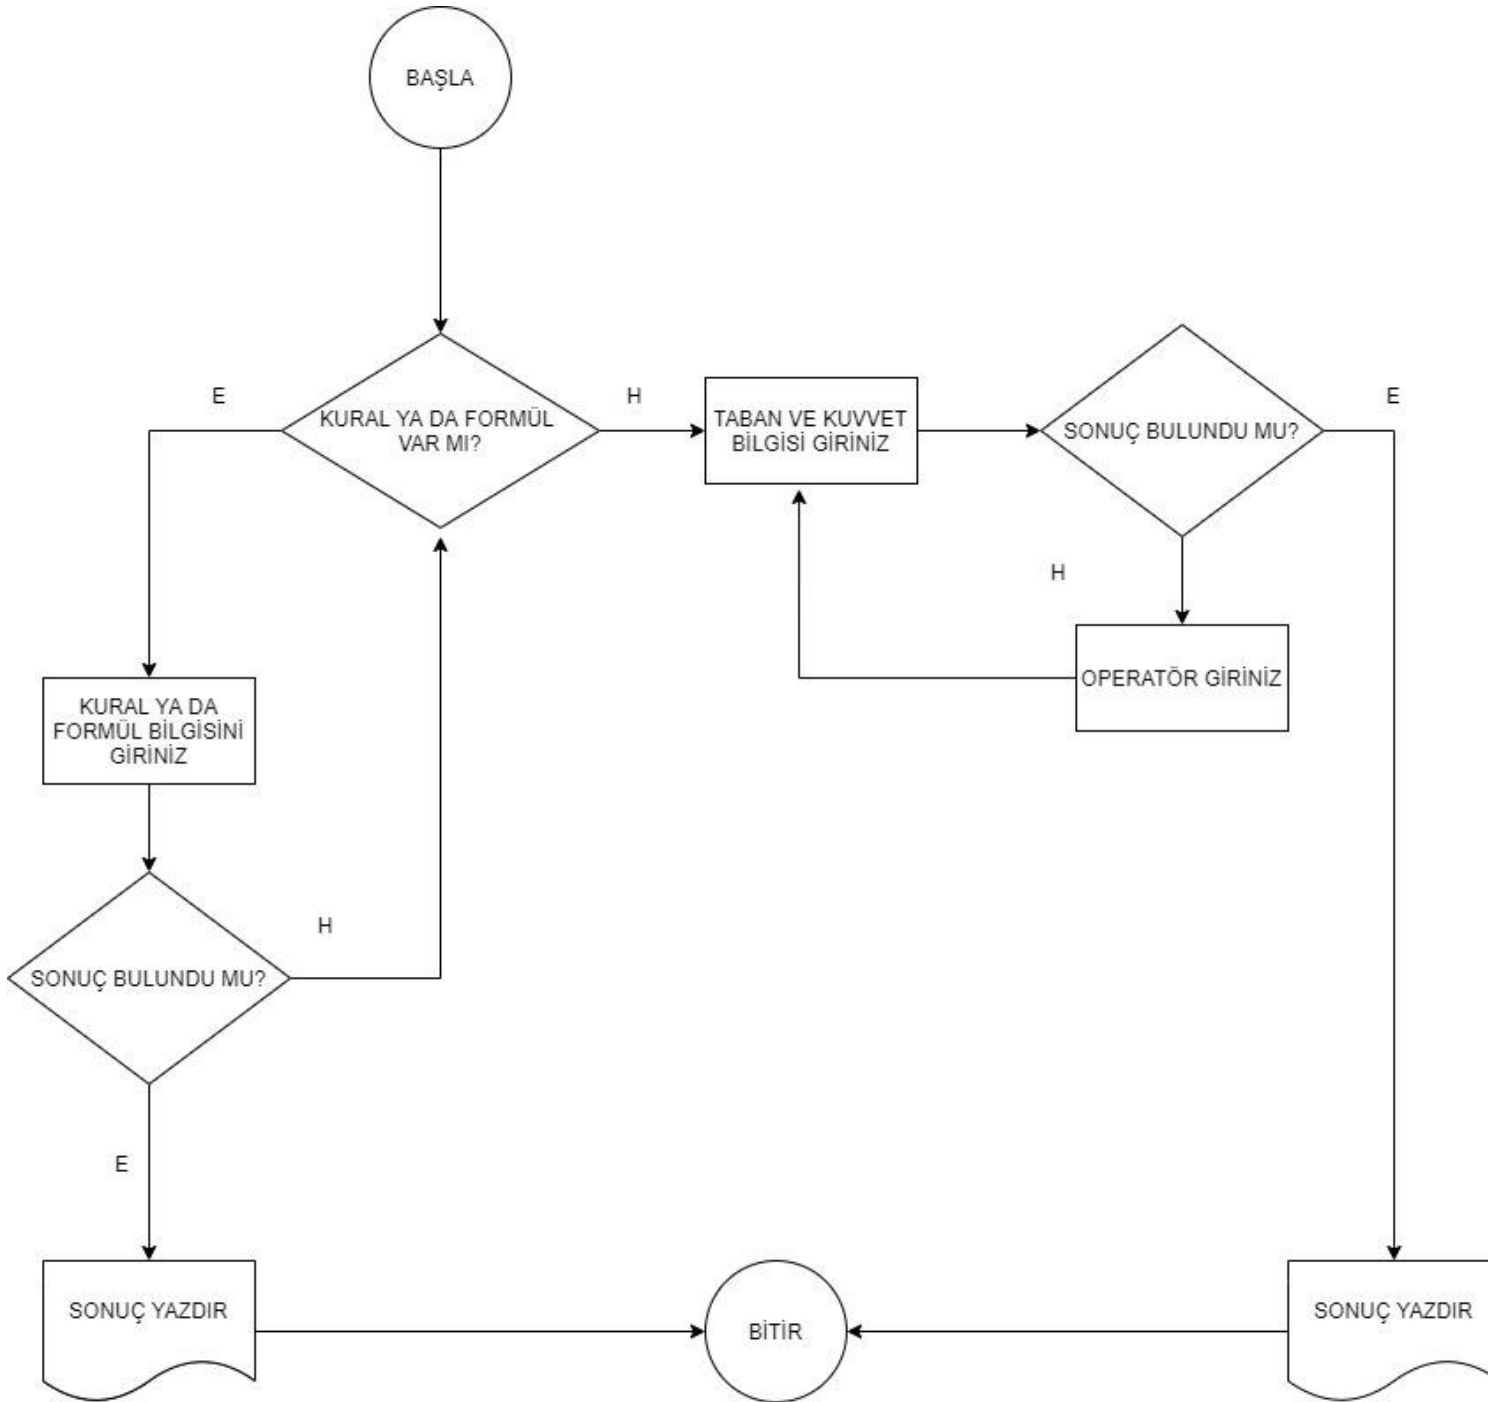 BAŞLA
E
KURAL YA DA FORMÜL
VAR MI?
H
TABAN VE KUVVET
BİLGİSİ GİRİNİZ
SONUÇ BULUNDU MU?
E
H
OPERATÖR GİRİNİZ
KURAL YA DA
FORMÜL BİLGİSİNİ
GİRİNİZ
H
SONUÇ BULUNDU MU?
E
SONUÇ YAZDIR
BİTİR
SONUÇ YAZDIR